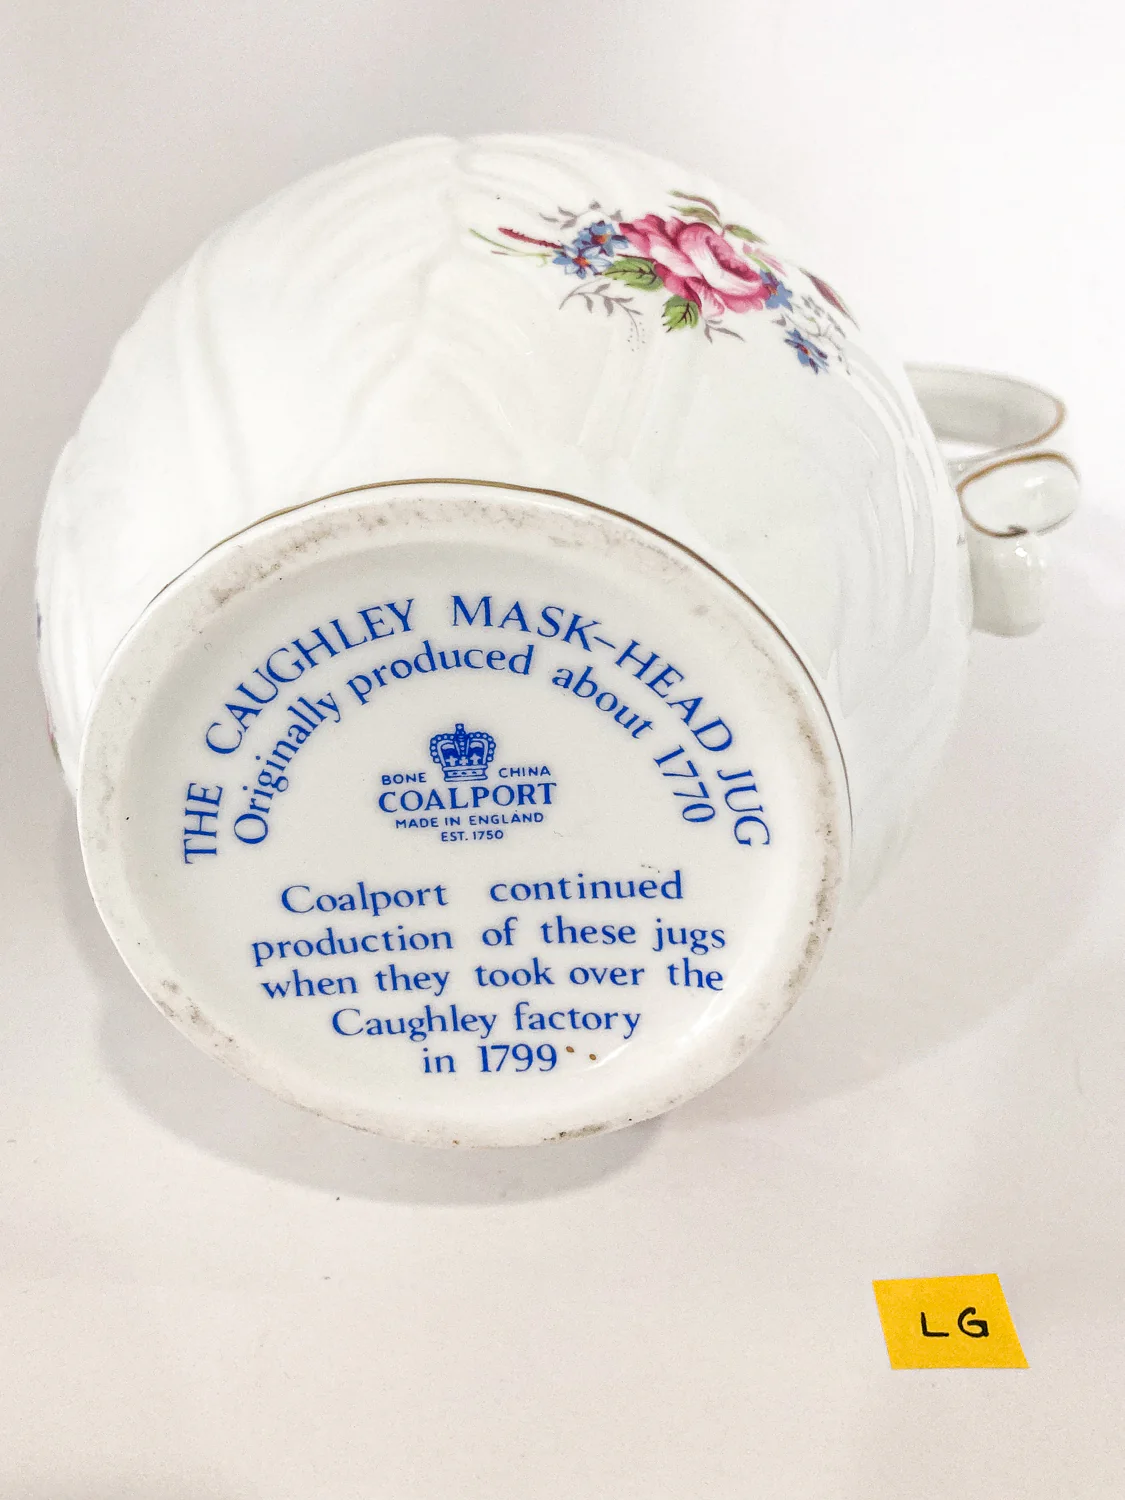 THE CAUGHLEY MASK-HEAD JUG
Originally produced about 1770
BONE CHINA
COALPORT
MADE IN ENGLAND
EST. 1750
Coalport continued
production of these jugs
when they took over the
Caughley factory
in 1799
LG